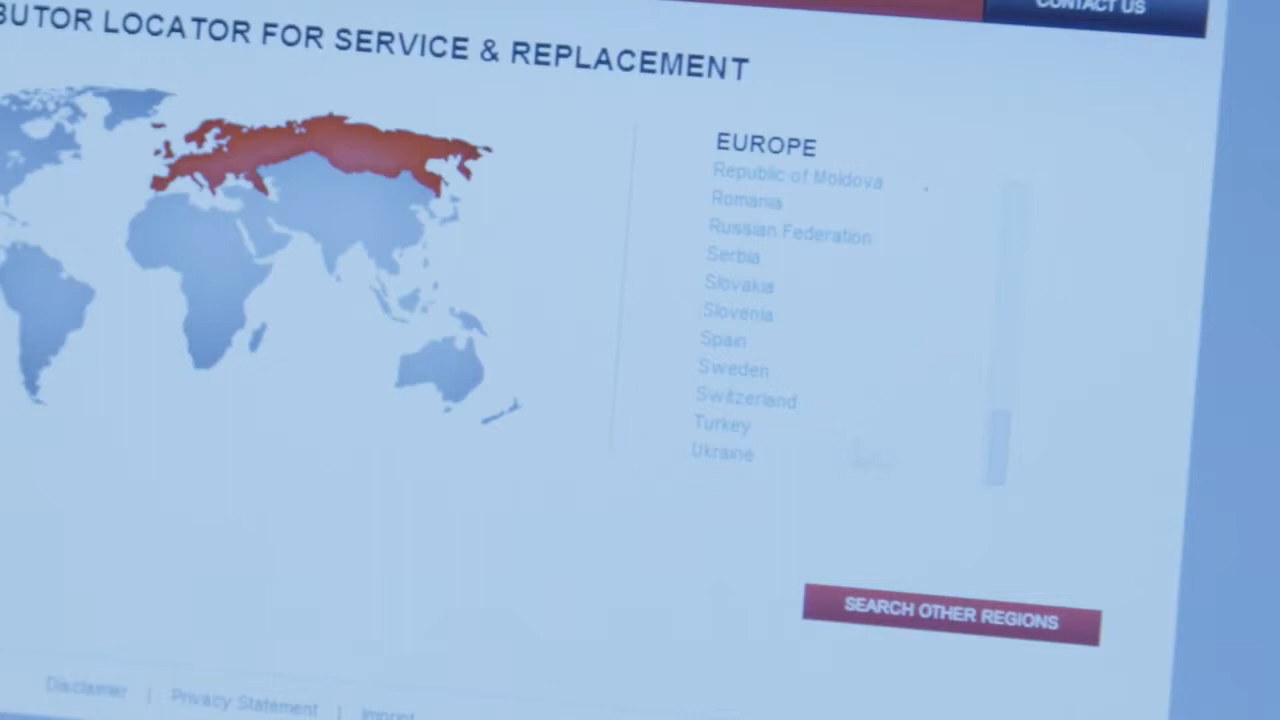 CONTACT US
BUTOR LOCATOR FOR SERVICE & REPLACEMENT
EUROPE
Republic of Moldova
Romania
Russian Federation
Serbia
Slovakia
Slovenia
Spain
Sweden
Switzerland
Turkey
Ukraine
SEARCH OTHER REGIONS
Disclaimer | Privacy Statement | Imprint